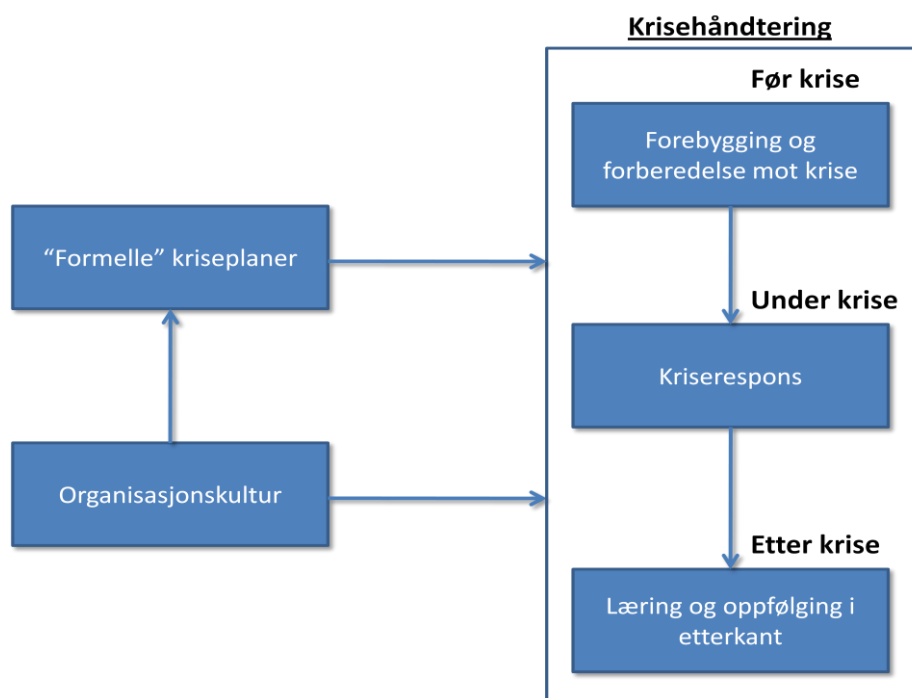 Krisehåndtering
Før krise
Forebygging og
forberedelse mot krise
“Formelle” kriseplaner
Under krise
Kriserespons
Organisasjonskultur
Etter krise
Læring og oppfølging i
etterkant